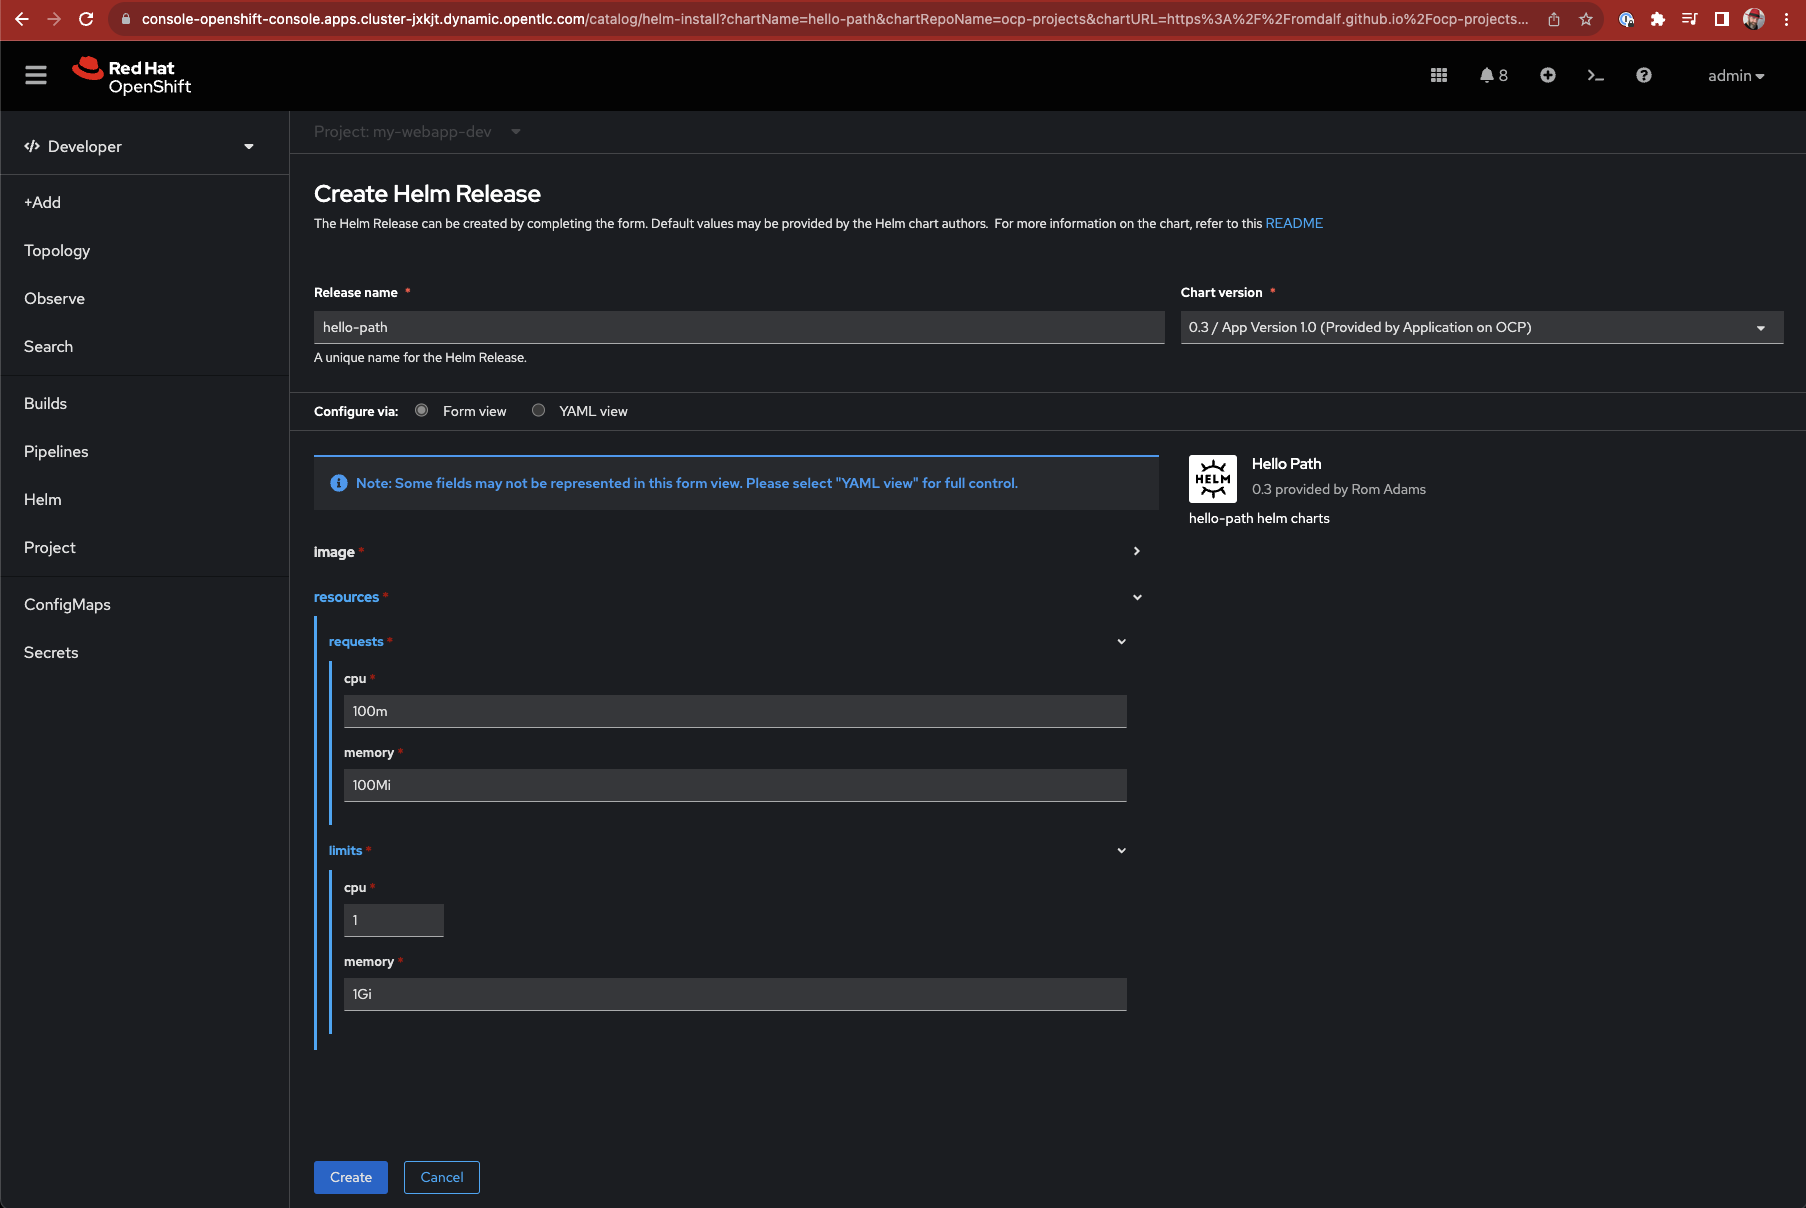 console-openshift-console.apps.cluster-jxkjt.dynamic.opentlc.com/catalog/helm-install?chartName=hello-path&chartRepoName=ocp-projects&chartURL=https%3A%2F%2Fromdalf.github.io%2Focp-projects...
Red Hat
OpenShift
8
admin
Developer
Project: my-webapp-dev
+Add
Topology
Observe
Search
Builds
Pipelines
Helm
Project
ConfigMaps
Secrets
Create Helm Release
The Helm Release can be created by completing the form. Default values may be provided by the Helm chart authors. For more information on the chart, refer to this README
Release name *
Chart version *
hello-path
0.3 / App Version 1.0 (Provided by Application on OCP)
A unique name for the Helm Release.
Configure via: Form view YAML view
Note: Some fields may not be represented in this form view. Please select "YAML view" for full control.
HELM
Hello Path
0.3 provided by Rom Adams
hello-path helm charts
image *
resources *
requests *
cpu *
100m
memory *
100Mi
limits *
cpu *
1
memory *
1Gi
Create Cancel